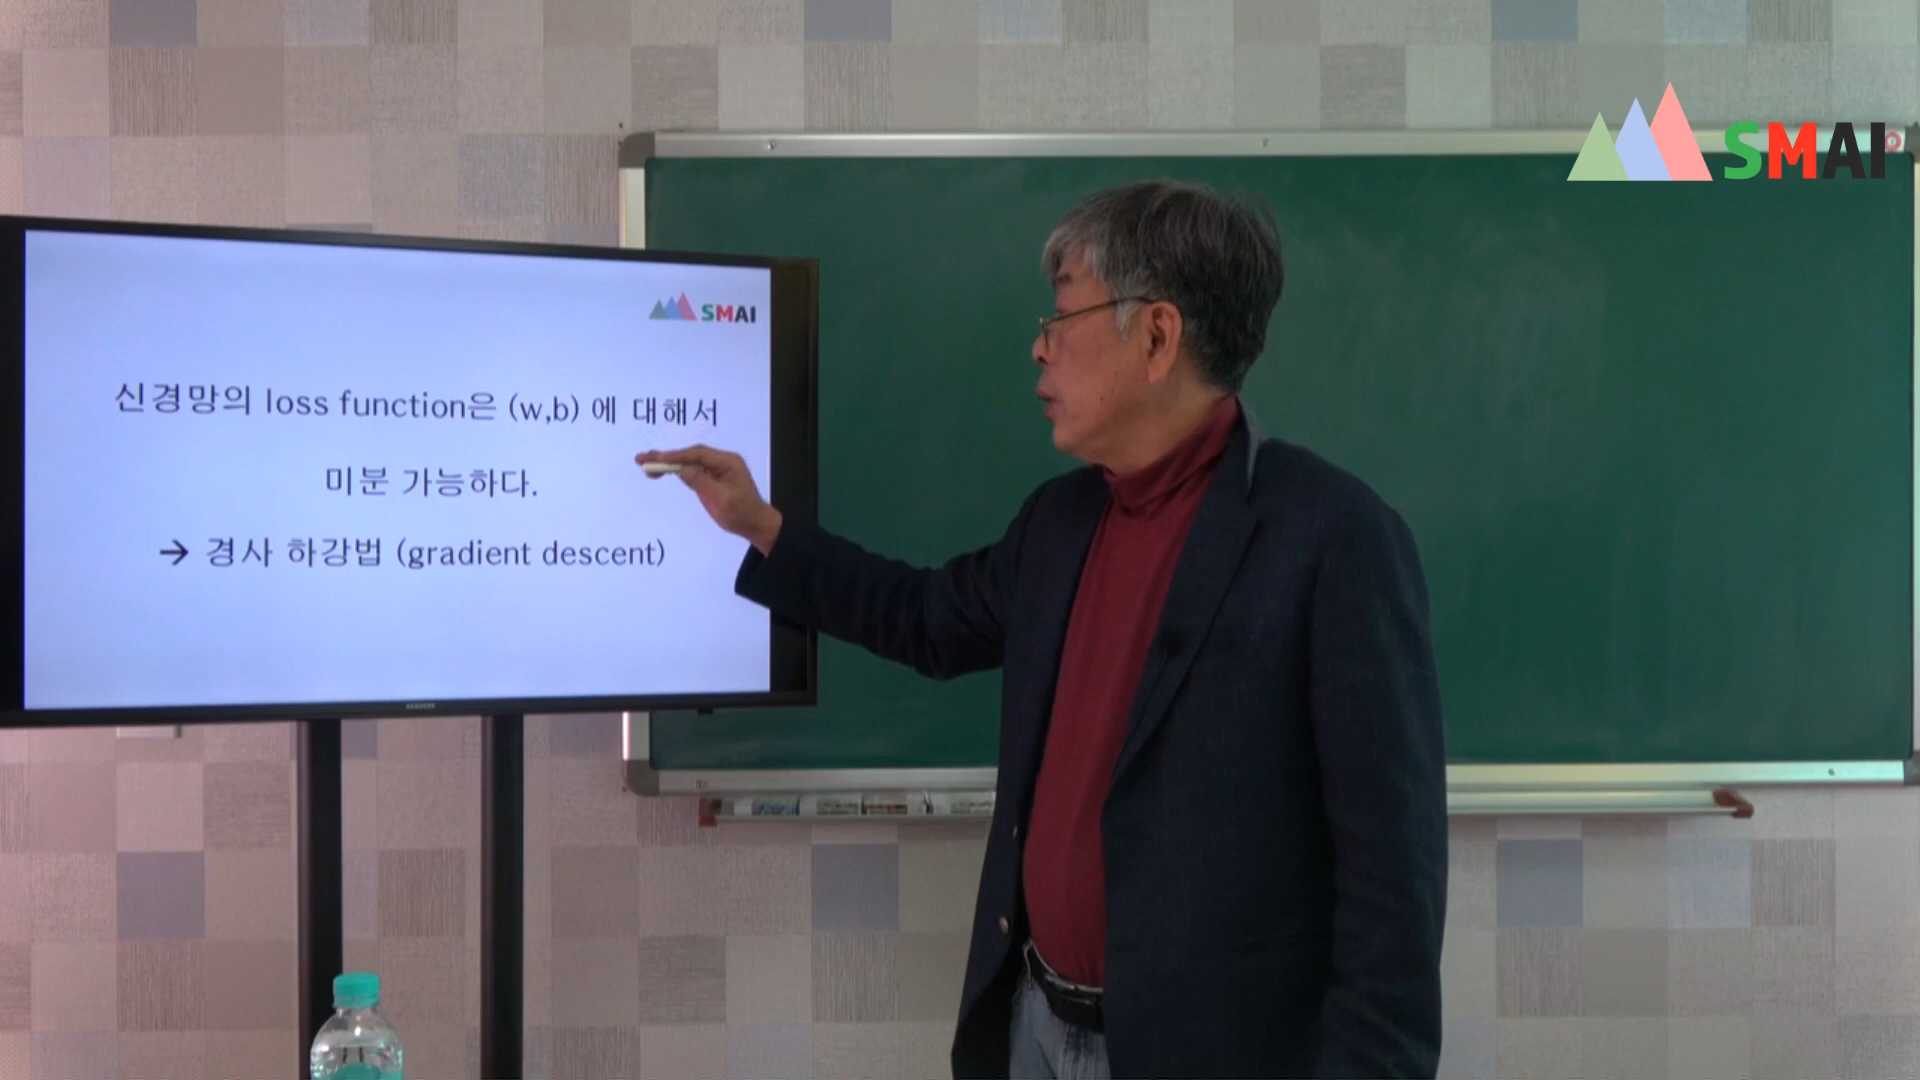 SMAI
SMAI
신경망의 loss function은 (w,b) 에 대해서
미분 가능하다.
→ 경사 하강법 (gradient descent)
SAMSUNG